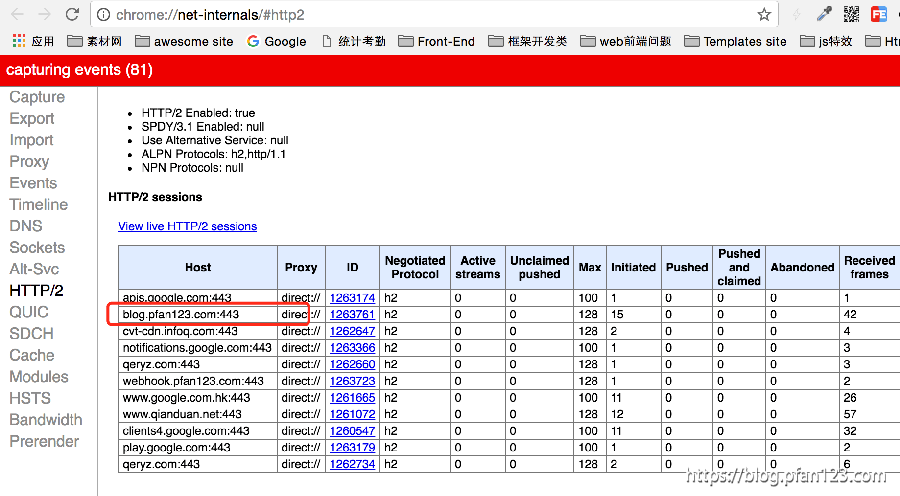 chrome://net-internals/#http2
应用 素材网 awesome site Google 统计考勤 Front-End 框架开发类 web前端问题 Templates site js特效
capturing events (81)
Capture
Export
Import
Proxy
Events
Timeline
DNS
Sockets
Alt-Svc
HTTP/2
QUIC
SDCH
Cache
Modules
HSTS
Bandwidth
Prerender
HTTP/2 Enabled: true
SPDY/3.1 Enabled: null
Use Alternative Service: null
ALPN Protocols: h2,http/1.1
NPN Protocols: null
HTTP/2 sessions
View live HTTP/2 sessions
Host Proxy ID Negotiated Protocol Active streams Unclaimed pushed Max Initiated Pushed Pushed and claimed Abandoned Received frames
apis.google.com:443 direct:// 1263174 h2 0 0 100 1 0 0 0 1
blog.pfan123.com:443 direct:// 1263761 h2 0 0 128 15 0 0 0 42
cvt-cdn.infoq.com:443 direct:// 1262647 h2 0 0 128 2 0 0 0 4
notifications.google.com:443 direct:// 1263366 h2 0 0 100 1 0 0 0 3
qeryz.com:443 direct:// 1262660 h2 0 0 128 1 0 0 0 3
webhook.pfan123.com:443 direct:// 1263723 h2 0 0 128 1 0 0 0 2
www.google.com.hk:443 direct:// 1261665 h2 0 0 100 11 0 0 0 26
www.qianduan.net:443 direct:// 1261072 h2 0 0 128 12 0 0 0 57
clients4.google.com:443 direct:// 1260547 h2 0 0 100 11 0 0 0 32
play.google.com:443 direct:// 1263179 h2 0 0 100 1 0 0 0 2
qeryz.com:443 direct:// 1262734 h2 0 0 128 2 0 0 0 6
https://blog.pfan123.com